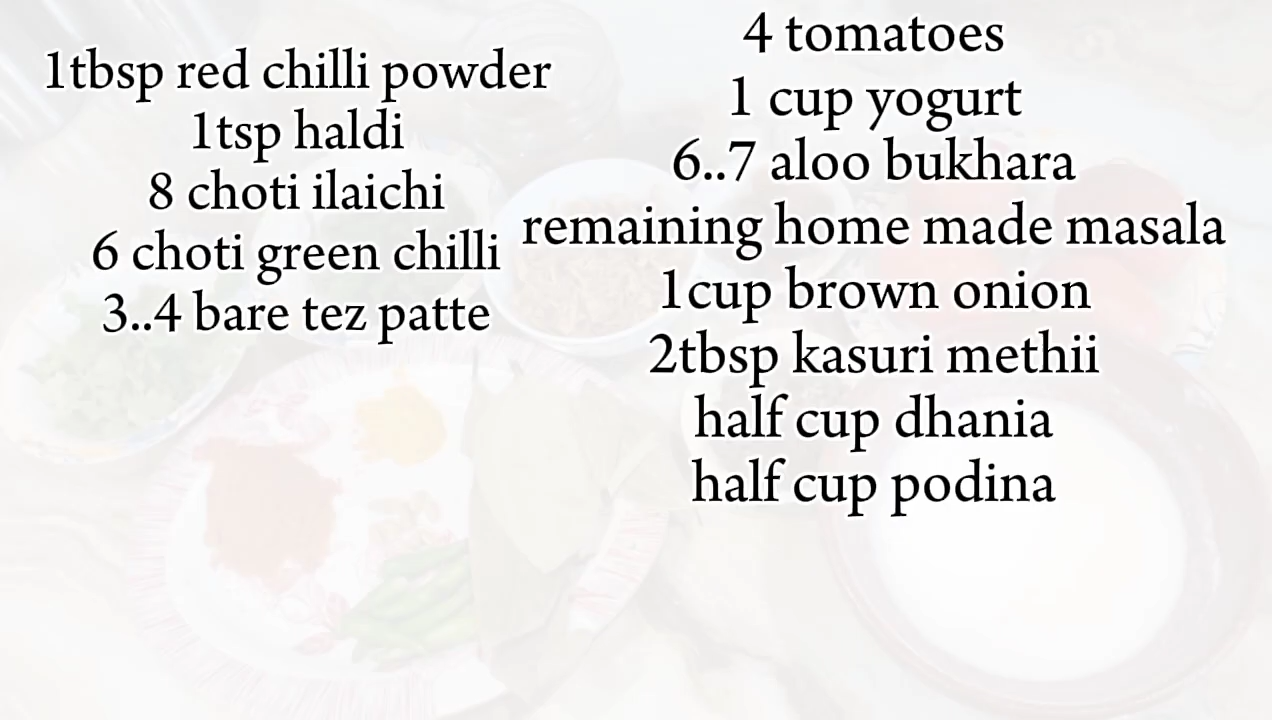 1tbsp red chilli powder
1tsp haldi
8 choti ilaichi
6 choti green chilli
3..4 bare tez patte
4 tomatoes
1 cup yogurt
6..7 aloo bukhara
remaining home made masala
1cup brown onion
2tbsp kasuri methii
half cup dhania
half cup podina